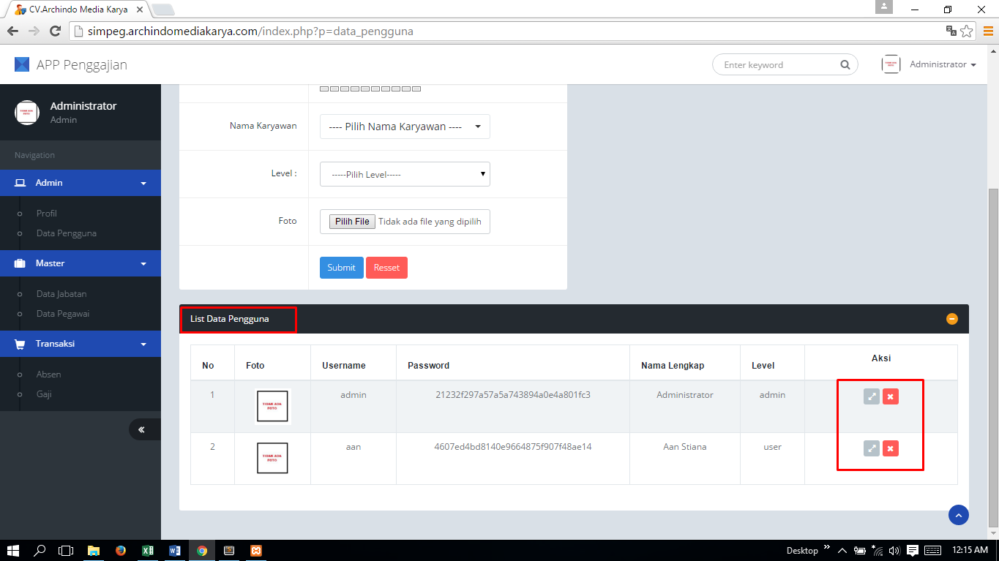 CV.Archindo Media Karya
simpeg.archindomediakarya.com/index.php?p=data_pengguna
APP Penggajian
Enter keyword
Administrator
Administrator
Admin
Navigation
Admin
Profil
Data Pengguna
Master
Data Jabatan
Data Pegawai
Transaksi
Absen
Gaji
Nama Karyawan
---- Pilih Nama Karyawan ----
Level :
-----Pilih Level-----
Foto
Pilih File Tidak ada file yang dipilih
Submit Resset
List Data Pengguna
No Foto Username Password Nama Lengkap Level Aksi
1 TIDAK ADA FOTO admin 21232f297a57a5a743894a0e4a801fc3 Administrator admin
2 TIDAK ADA FOTO aan 4607ed4bd8140e9664875f907f48ae14 Aan Stiana user
Desktop
12:15 AM